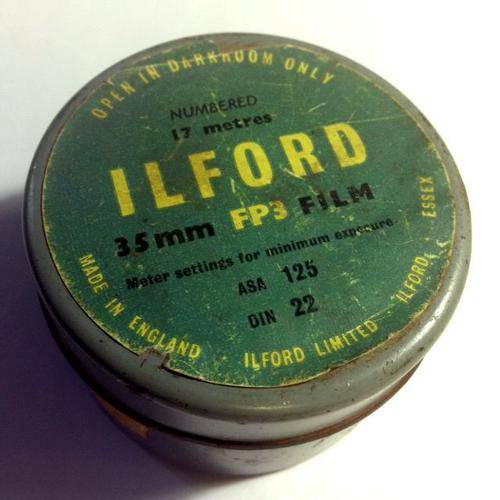 OPEN IN DARKROOM ONLY
NUMBERED
17 metres
ILFORD
35mm FP3 FILM
Meter settings for minimum exposure
ASA 125
DIN 22
MADE IN ENGLAND
ILFORD LIMITED
ILFORD
ESSEX